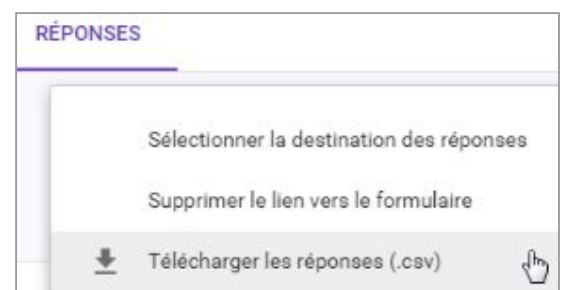 RÉPONSES
Sélectionner la destination des réponses
Supprimer le lien vers le formulaire
Télécharger les réponses (.csv)